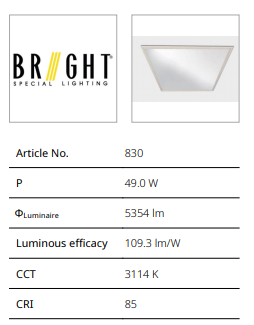 BRIGHT®
SPECIAL LIGHTING
Article No. 830
P 49.0 W
ΦLuminaire 5354 lm
Luminous efficacy 109.3 lm/W
CCT 3114 K
CRI 85